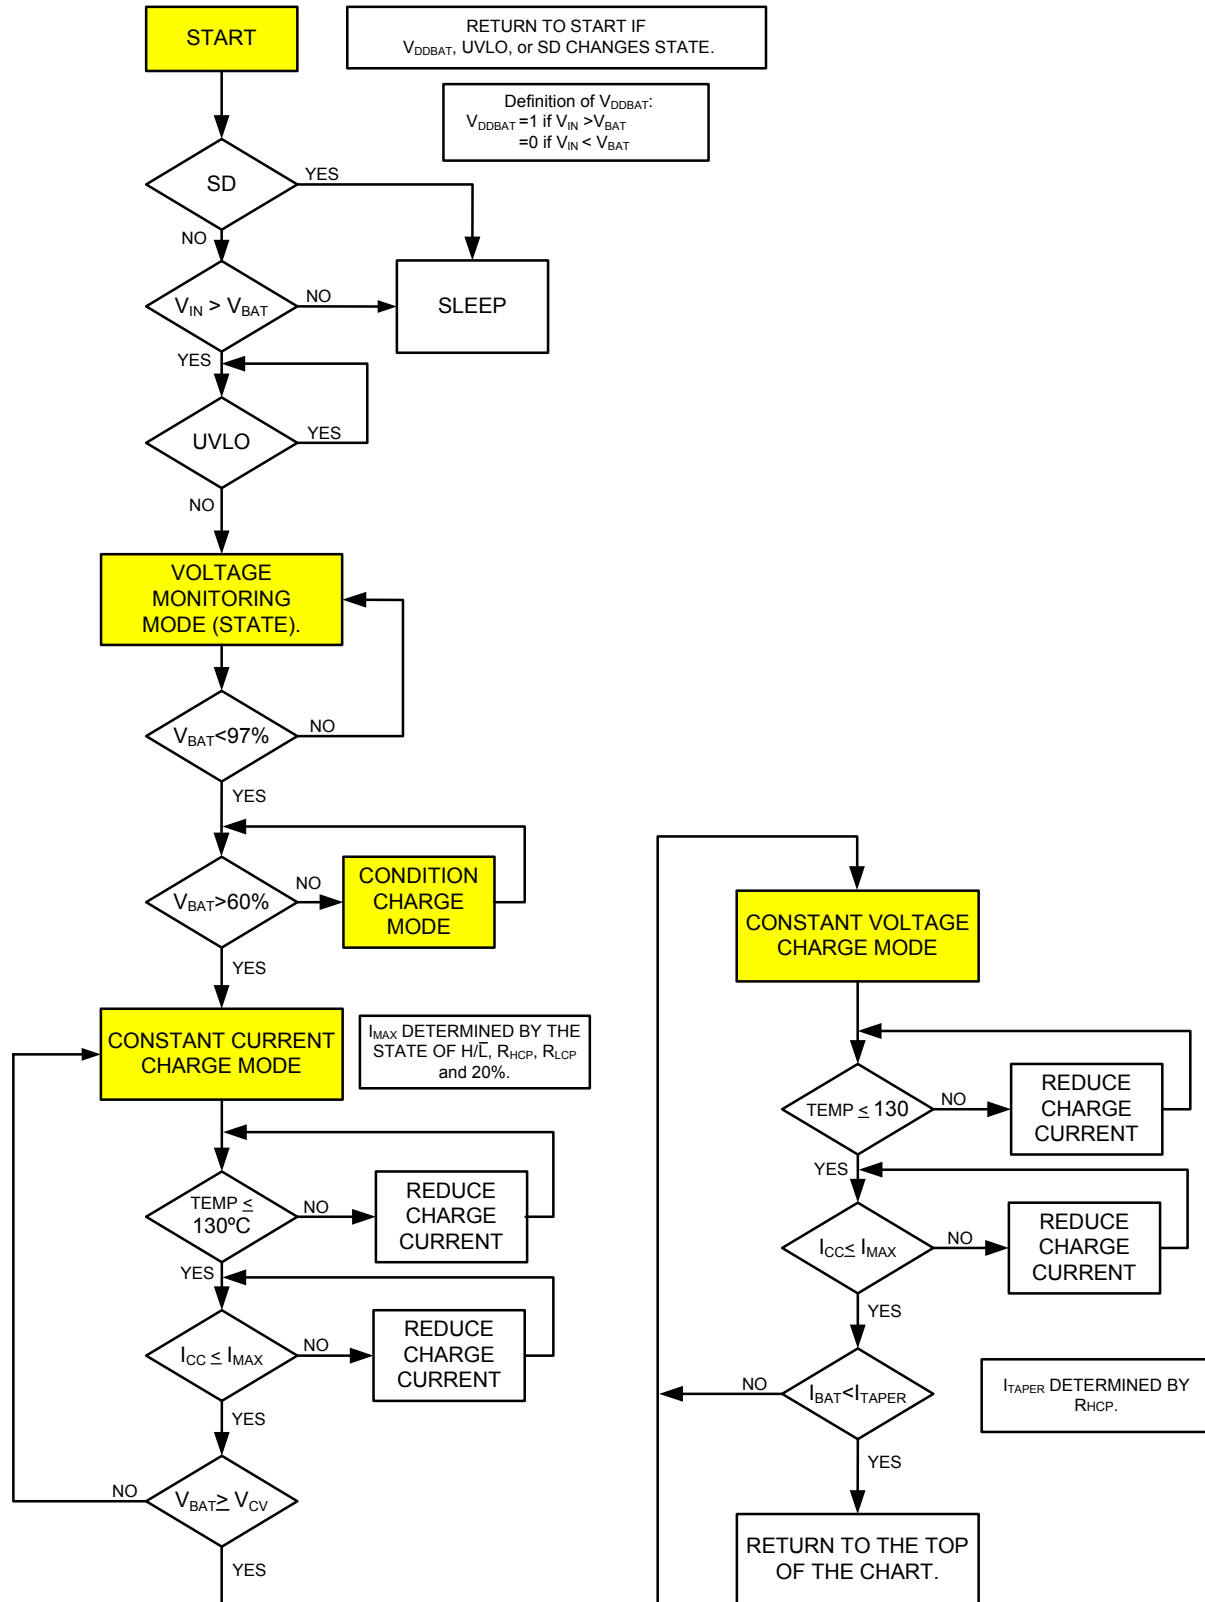 START
RETURN TO START IF
VDDBAT, UVLO, or SD CHANGES STATE.
Definition of VDDBAT:
VDDBAT =1 if VIN >VBAT
=0 if VIN < VBAT
SD
YES
NO
VIN > VBAT
NO
SLEEP
YES
UVLO
YES
NO
VOLTAGE
MONITORING
MODE (STATE).
VBAT<97%
NO
YES
VBAT>60%
NO
CONDITION
CHARGE
MODE
YES
CONSTANT CURRENT
CHARGE MODE
IMAX DETERMINED BY THE
STATE OF H/L̅, RHCP, RLCP
and 20%.
TEMP ≤
130ºC
NO
REDUCE
CHARGE
CURRENT
YES
ICC ≤ IMAX
NO
REDUCE
CHARGE
CURRENT
YES
VBAT≥ VCV
NO
YES
CONSTANT VOLTAGE
CHARGE MODE
TEMP ≤ 130
NO
REDUCE
CHARGE
CURRENT
YES
ICC≤ IMAX
NO
REDUCE
CHARGE
CURRENT
YES
IBAT<ITAPER
NO
ITAPER DETERMINED BY
RHCP.
YES
RETURN TO THE TOP
OF THE CHART.